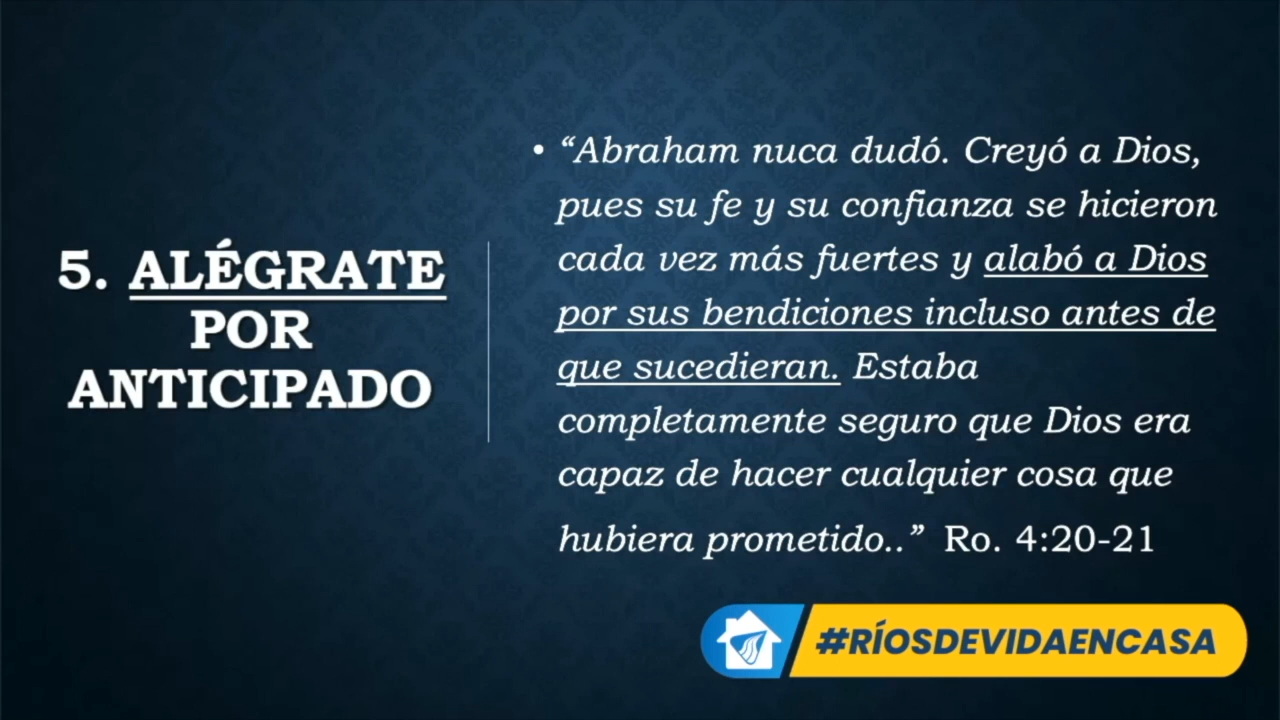 5. ALÉGRATE
POR
ANTICIPADO
• “Abraham nuca dudó. Creyó a Dios,
pues su fe y su confianza se hicieron
cada vez más fuertes y alabó a Dios
por sus bendiciones incluso antes de
que sucedieran. Estaba
completamente seguro que Dios era
capaz de hacer cualquier cosa que
hubiera prometido..” Ro. 4:20-21
#RÍOSDEVIDAENCASA